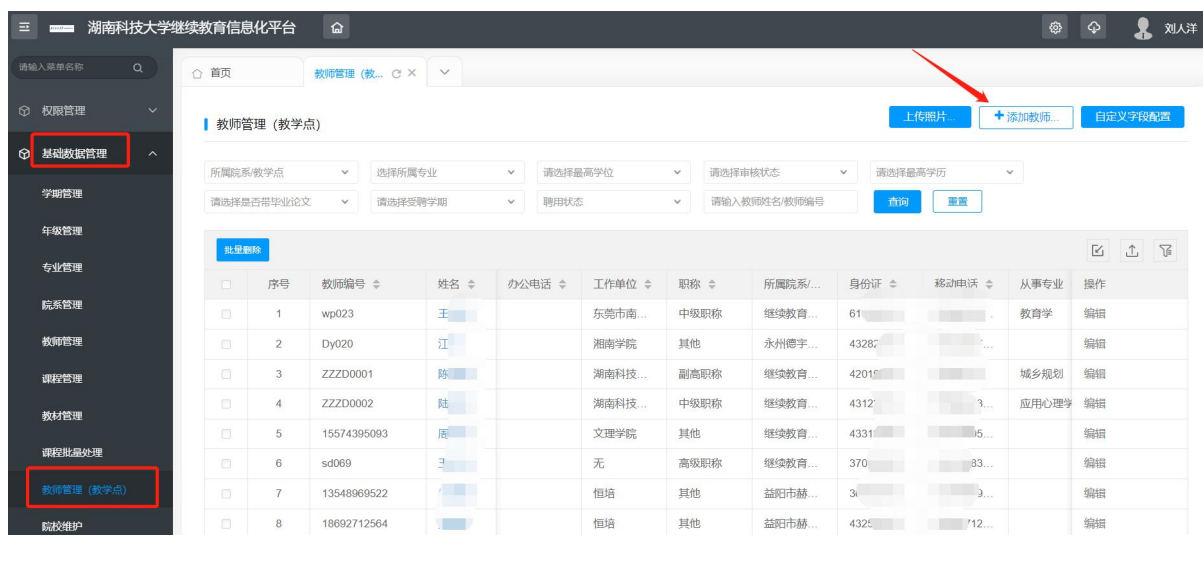 湖南科技大学继续教育信息化平台 刘人洋
请输入菜单名称 首页 教师管理（教...
权限管理
教师管理（教学点） 上传照片... +添加教师... 自定义字段配置
基础数据管理
所属院系/教学点 选择所属专业 请选择最高学位 请选择审核状态 请选择最高学历
学期管理
请选择是否带毕业论文 请选择受聘学期 聘用状态 请输入教师姓名/教师编号 查询 重置
年级管理
批量删除
专业管理
序号 教师编号 姓名 办公电话 工作单位 职称 所属院系/... 身份证 移动电话 从事专业 操作
院系管理
1 wp023 王 东莞市南... 中级职称 继续教育... 61 教育学 编辑
教师管理
2 Dy020 江 湘南学院 其他 永州德宇... 4328 编辑
课程管理
3 ZZZD0001 陈 湖南科技... 副高职称 继续教育... 4201 城乡规划 编辑
教材管理
4 ZZZD0002 陆 湖南科技... 中级职称 继续教育... 4312 3... 应用心理学 编辑
课程批量处理
5 15574395093 周 文理学院 其他 继续教育... 4331 5... 编辑
教师管理（教学点）
6 sd069 无 高级职称 继续教育... 370 83... 编辑
7 13548969522 恒培 其他 益阳市赫... 9... 编辑
院校维护
8 18692712564 恒培 其他 益阳市赫... 4325 712... 编辑